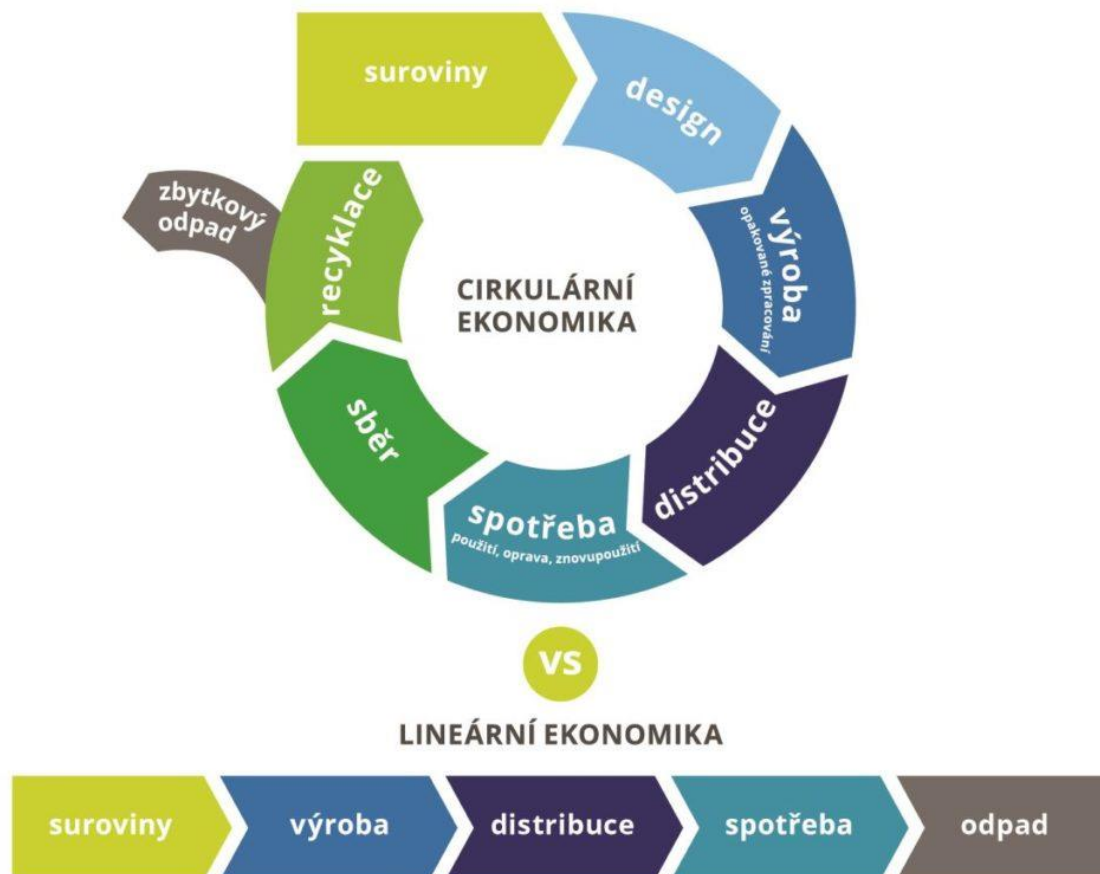 suroviny
design
výroba
opakované zpracování
distribuce
spotřeba
použití, oprava, znovupoužití
sběr
recyklace
zbytkový
odpad
CIRKULÁRNÍ
EKONOMIKA
VS
LINEÁRNÍ EKONOMIKA
suroviny
výroba
distribuce
spotřeba
odpad